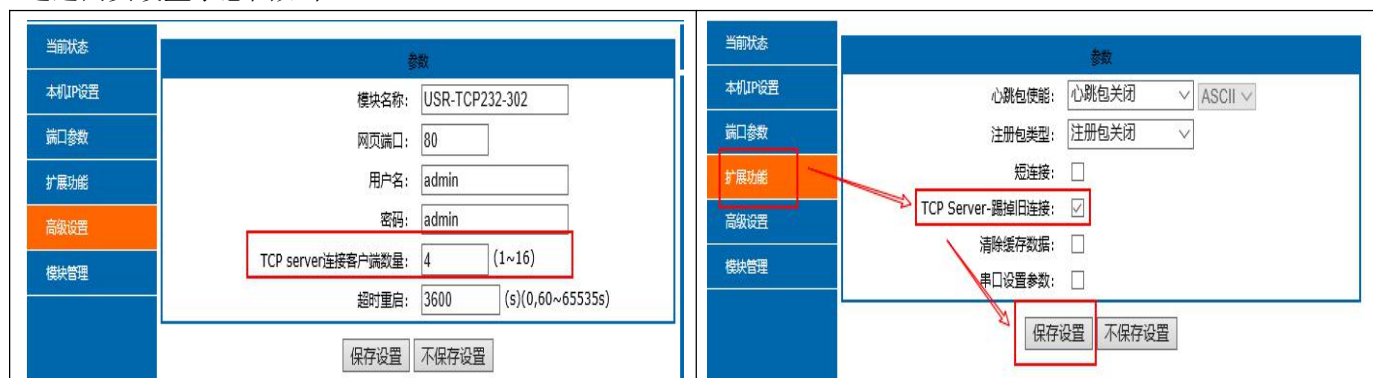 当前状态
本机IP设置
端口参数
扩展功能
高级设置
模块管理
参数
模块名称: USR-TCP232-302
网页端口: 80
用户名: admin
密码: admin
TCP server连接客户端数量: 4 (1~16)
超时重启: 3600 (s)(0,60~65535s)
保存设置 不保存设置
当前状态
本机IP设置
端口参数
扩展功能
高级设置
模块管理
参数
心跳包使能: 心跳包关闭 ASCII
注册包类型: 注册包关闭
短连接:
TCP Server-踢掉旧连接:
清除缓存数据:
串口设置参数:
保存设置 不保存设置